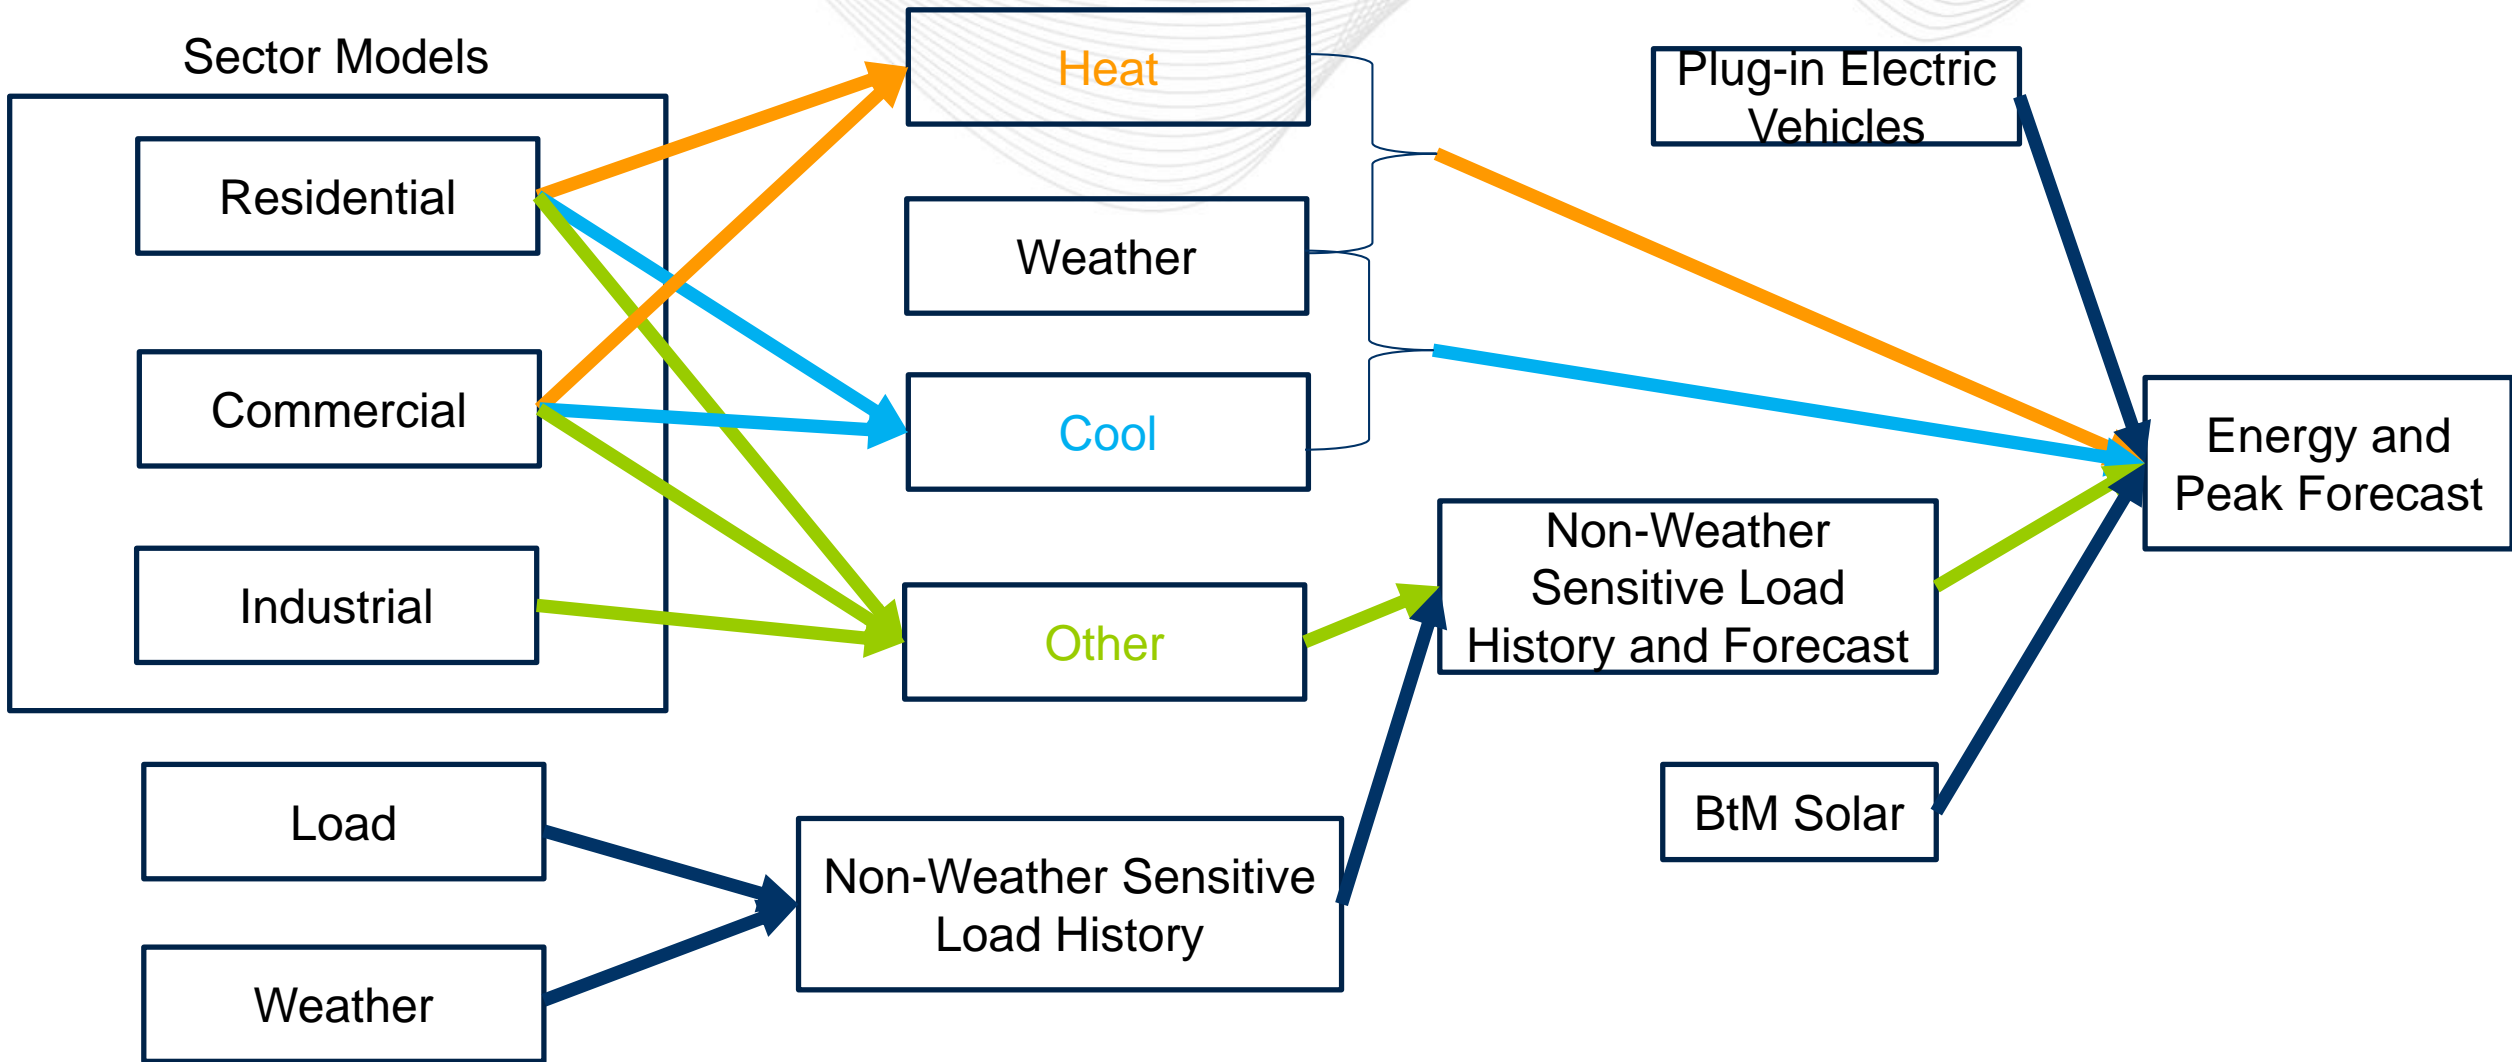 Sector Models
Residential
Commercial
Industrial
Load
Weather
Heat
Weather
Cool
Other
Non-Weather Sensitive
Load History
Plug-in Electric
Vehicles
Non-Weather
Sensitive Load
History and Forecast
BtM Solar
Energy and
Peak Forecast